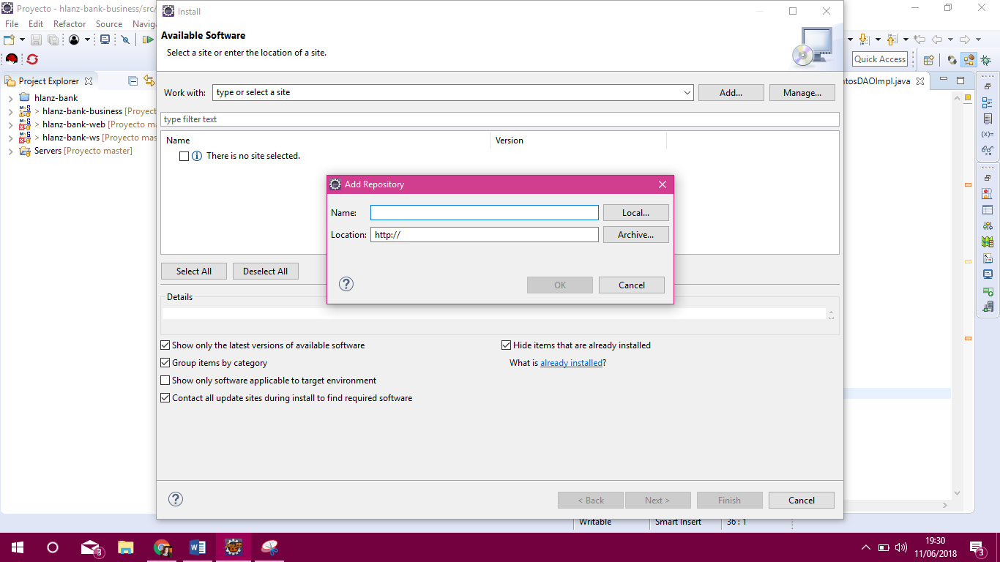 Proyecto - hlanz-bank-business/src/
Install
File Edit Refactor Source Naviga
Available Software
Select a site or enter the location of a site.
Quick Access
Project Explorer
ntosDAOImpl.java
Work with: type or select a site Add... Manage...
hlanz-bank
> hlanz-bank-business [Proyect
> hlanz-bank-web [Proyecto mas
> hlanz-bank-ws [Proyecto mas
Servers [Proyecto master]
type filter text
Name Version
There is no site selected.
Add Repository
Name: Local...
Location: http:// Archive...
OK Cancel
Select All Deselect All
Details
Show only the latest versions of available software
Hide items that are already installed
Group items by category
What is already installed?
Show only software applicable to target environment
Contact all update sites during install to find required software
< Back Next > Finish Cancel
Writable Smart Insert 36 : 1
19:30
11/06/2018
3
3